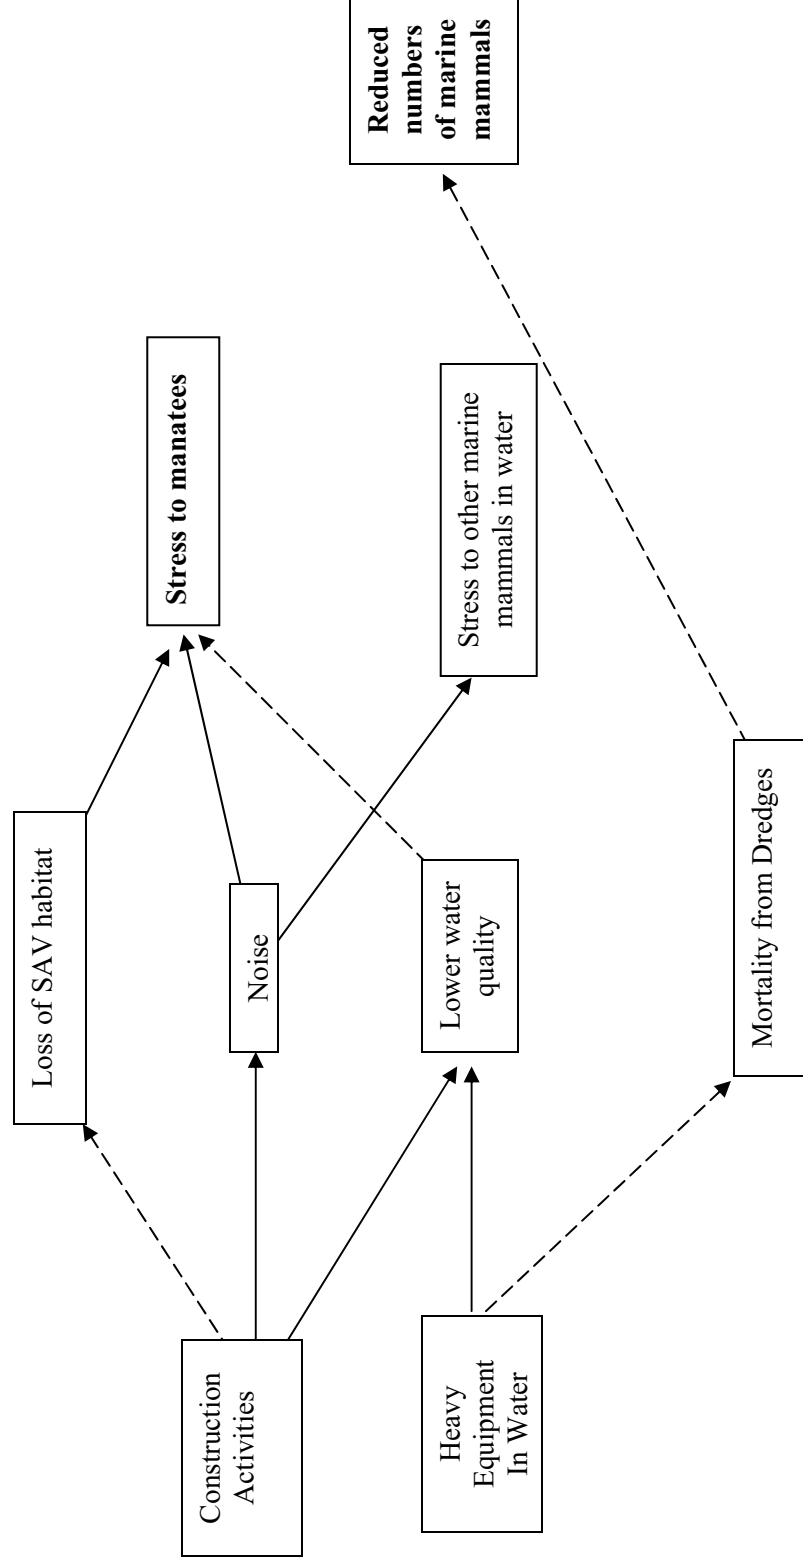 Construction
Activities
Heavy
Equipment
In Water
Loss of SAV habitat
Noise
Lower water
quality
Mortality from Dredges
Stress to manatees
Stress to other marine
mammals in water
Reduced
numbers
of marine
mammals